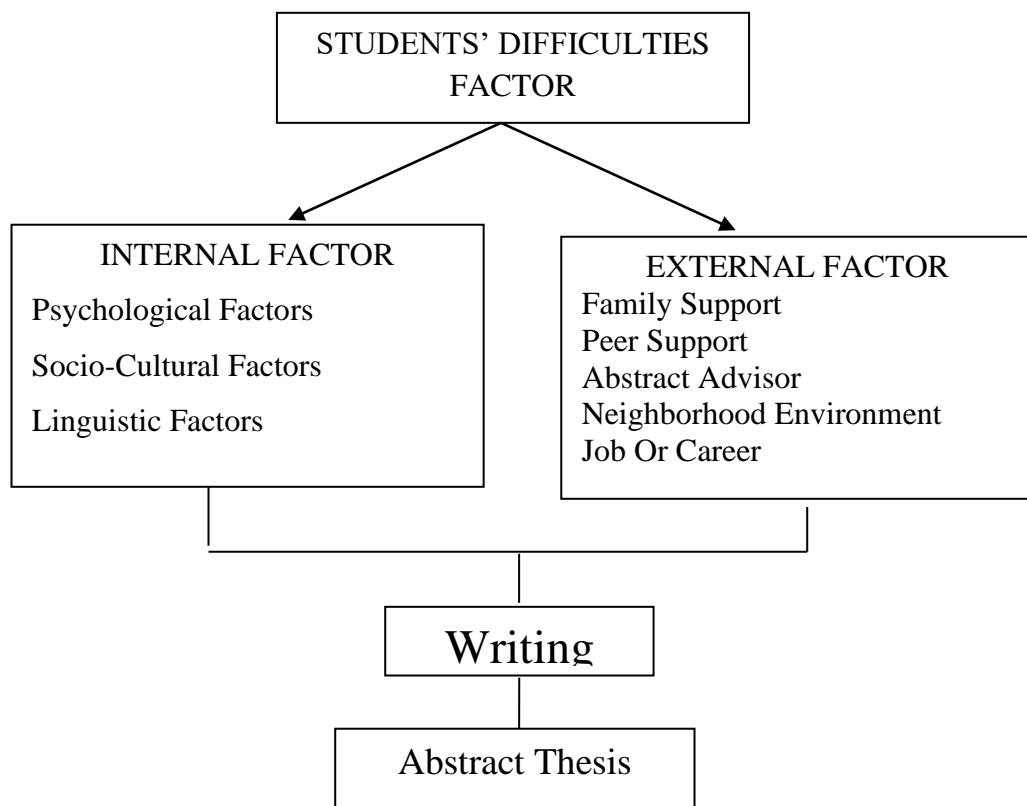 STUDENTS’ DIFFICULTIES
FACTOR
INTERNAL FACTOR
Psychological Factors
Socio-Cultural Factors
Linguistic Factors
EXTERNAL FACTOR
Family Support
Peer Support
Abstract Advisor
Neighborhood Environment
Job Or Career
Writing
Abstract Thesis